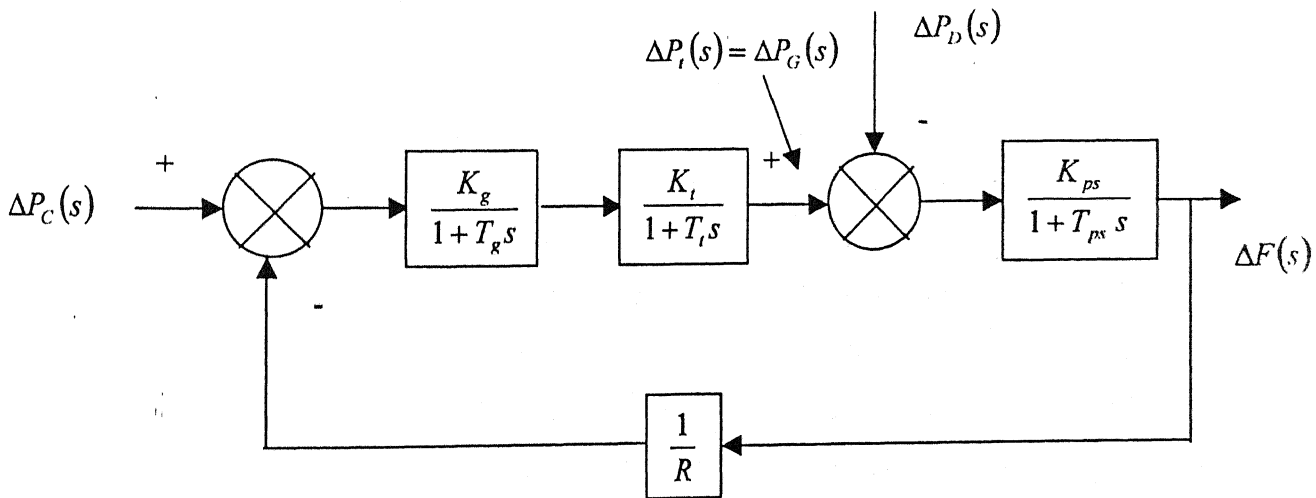 ΔP_D(s)
ΔP_t(s) = ΔP_G(s)
-
+
+
ΔP_C(s)
K_g
1 + T_g s
K_t
1 + T_t s
K_ps
1 + T_ps s
ΔF(s)
-
1
R